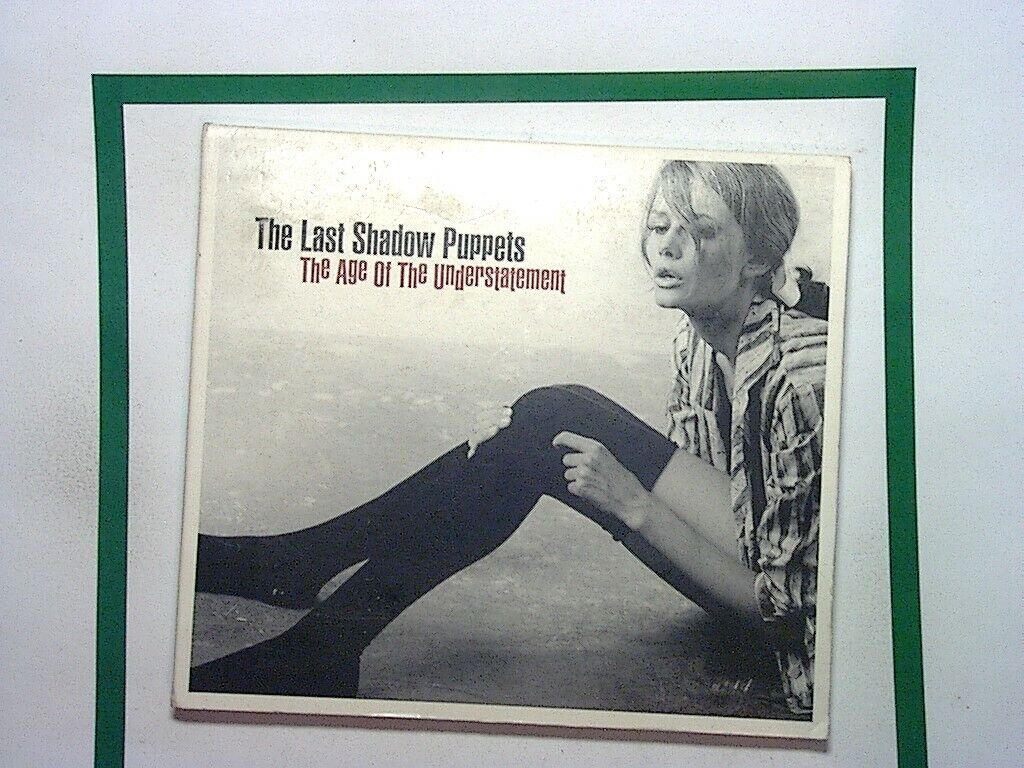 The Last Shadow Puppets
The Age Of The Understatement